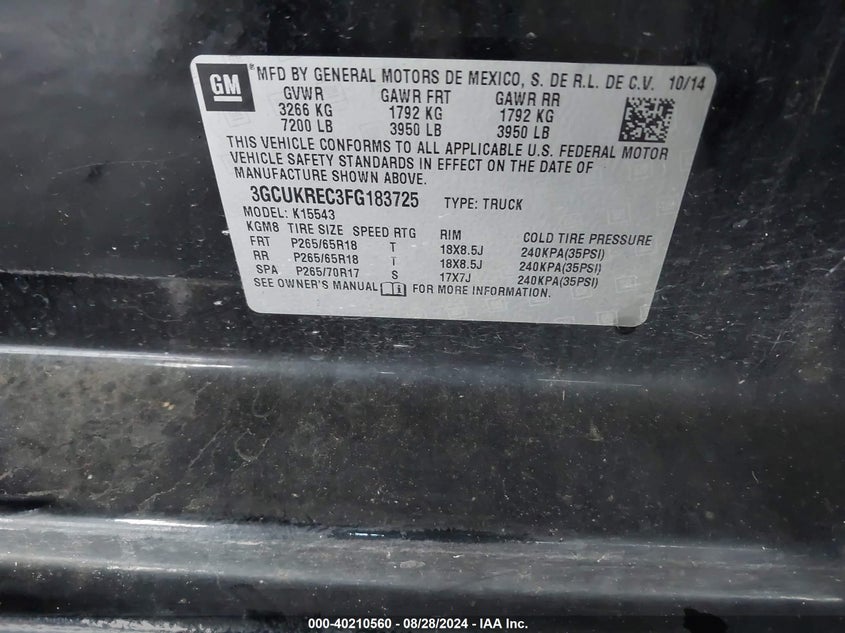 GM ® MFD BY GENERAL MOTORS DE MEXICO, S. DE R.L. DE C.V. 10/14
GVWR GAWR FRT GAWR RR
3266 KG 1792 KG 1792 KG
7200 LB 3950 LB 3950 LB
THIS VEHICLE CONFORMS TO ALL APPLICABLE U.S. FEDERAL MOTOR
VEHICLE SAFETY STANDARDS IN EFFECT ON THE DATE OF
MANUFACTURE SHOWN ABOVE.
3GCUKREC3FG183725 TYPE: TRUCK
MODEL: K15543
KGM8 TIRE SIZE SPEED RTG RIM COLD TIRE PRESSURE
FRT P265/65R18 T 18X8.5J 240KPA(35PSI)
RR P265/65R18 T 18X8.5J 240KPA(35PSI)
SPA P265/70R17 S 17X7J 240KPA(35PSI)
SEE OWNER'S MANUAL FOR MORE INFORMATION.
000-40210560 - 08/28/2024 - IAA Inc.